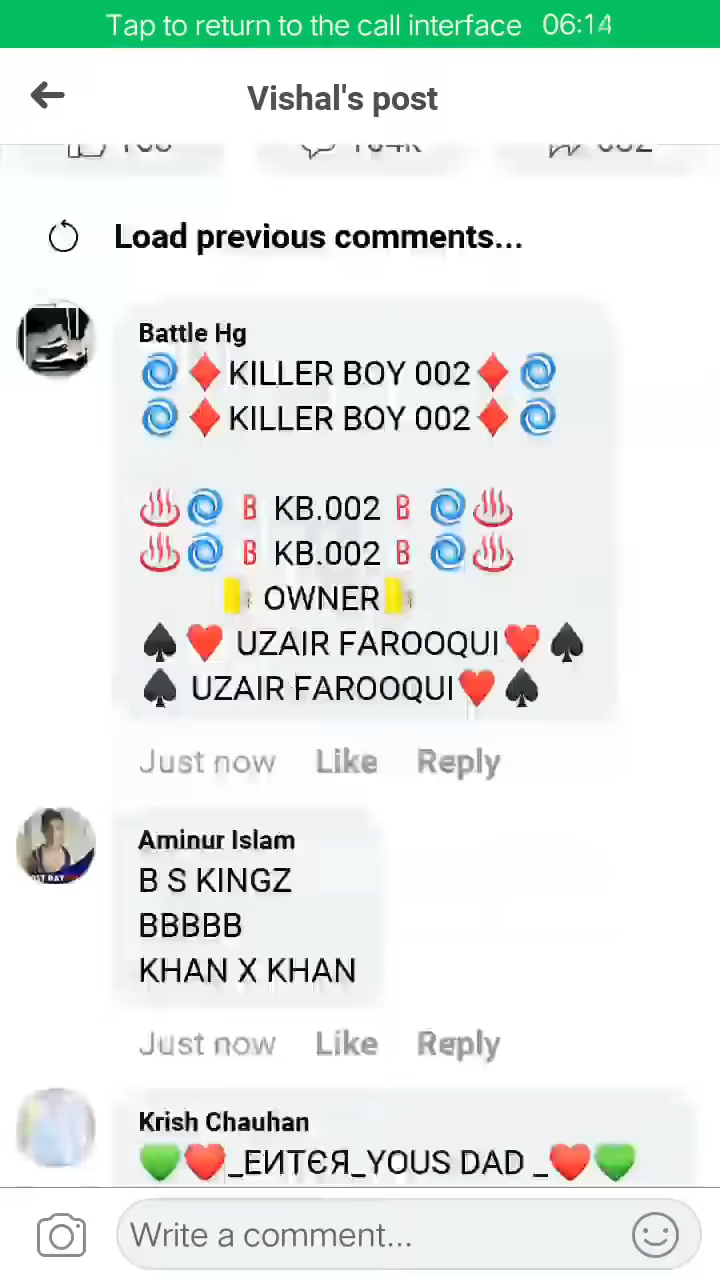 Tap to return to the call interface 06:14
Vishal's post
Load previous comments...
Battle Hg
🌀♦️KILLER BOY 002♦️🌀
🌀♦️KILLER BOY 002♦️🌀
♨️🌀 B KB.002 B 🌀♨️
♨️🌀 B KB.002 B 🌀♨️
OWNER
♠️❤️ UZAIR FAROOQUI❤️♠️
♠️ UZAIR FAROOQUI❤️♠️
Just now Like Reply
Aminur Islam
B S KINGZ
BBBBB
KHAN X KHAN
Just now Like Reply
Krish Chauhan
💚❤️_ЕИТЄЯ_YOUS DAD _❤️💚
Write a comment...